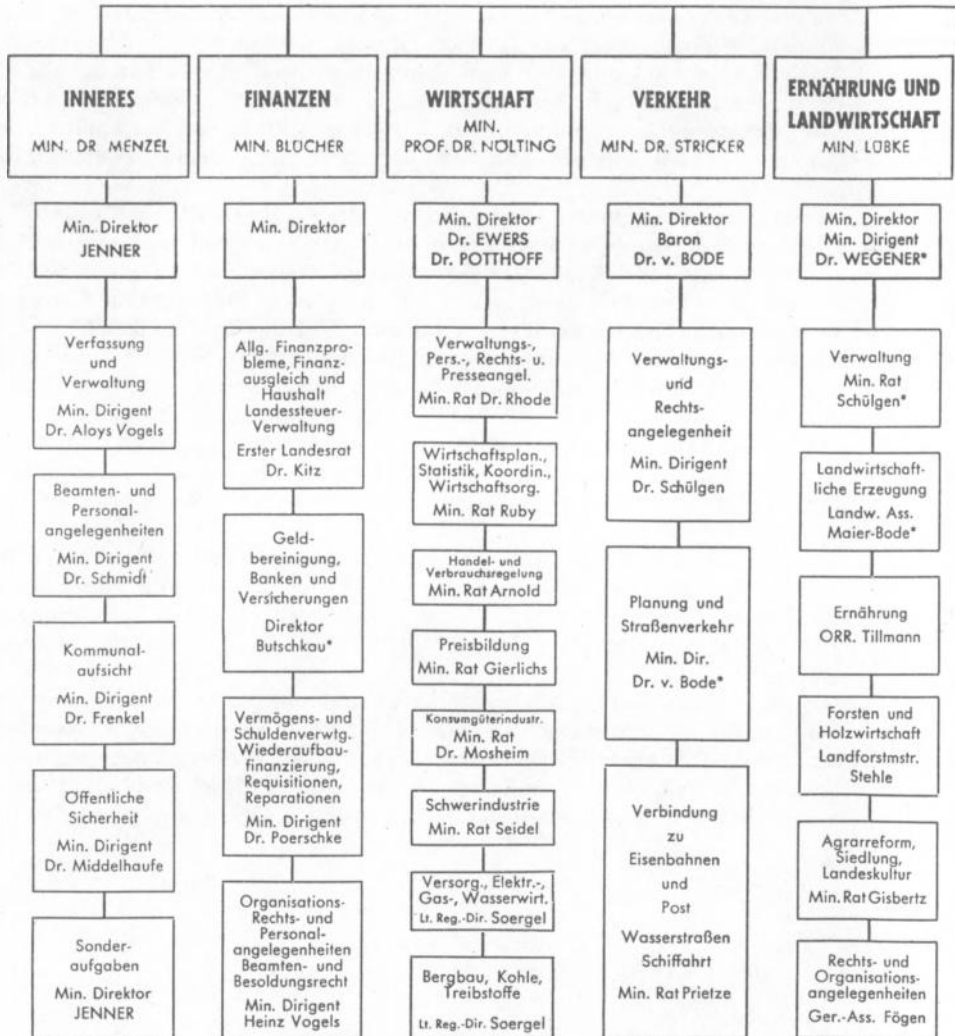 INNERES
MIN. DR. MENZEL
Min. Direktor
JENNER
Verfassung
und
Verwaltung
Min. Dirigent
Dr. Aloys Vogels
Beamten- und
Personal-
angelegenheiten
Min. Dirigent
Dr. Schmidt
Kommunal-
aufsicht
Min. Dirigent
Dr. Frenkel
Öffentliche
Sicherheit
Min. Dirigent
Dr. Middelhaufe
Sonder-
aufgaben
Min. Direktor
JENNER
FINANZEN
MIN. BLÜCHER
Min. Direktor
Allg. Finanzpro-
bleme, Finanz-
ausgleich und
Haushalt
Landessteuer-
Verwaltung
Erster Landesrat
Dr. Kitz
Geld-
bereinigung,
Banken und
Versicherungen
Direktor
Butschkau*
Vermögens- und
Schuldenverwtg.
Wiederaufbau-
finanzierung,
Requisitionen,
Reparationen
Min. Dirigent
Dr. Poerschke
Organisations-
Rechts- und
Personal-
angelegenheiten
Beamten- und
Besoldungsrecht
Min. Dirigent
Heinz Vogels
WIRTSCHAFT
MIN.
PROF. DR. NÖLTING
Min. Direktor
Dr. EWERS
Dr. POTTHOFF
Verwaltungs-,
Pers.-, Rechts- u.
Presseangel.
Min. Rat Dr. Rhode
Wirtschaftsplan.,
Statistik, Koordin.,
Wirtschaftsorg.
Min. Rat Ruby
Handel- und
Verbrauchsregelung
Min. Rat Arnold
Preisbildung
Min. Rat Gierlichs
Konsumgüterindustr.
Min. Rat
Dr. Mosheim
Schwerindustrie
Min. Rat Seidel
Versorg., Elektr.-,
Gas-, Wasserwirt.
Lt. Reg.-Dir. Soergel
Bergbau, Kohle,
Treibstoffe
Lt. Reg.-Dir. Soergel
VERKEHR
MIN. DR. STRICKER
Min. Direktor
Baron
Dr. v. BODE
Verwaltungs-
und
Rechts-
angelegenheit
Min. Dirigent
Dr. Schülgen
Planung und
Straßenverkehr
Min. Dir.
Dr. v. Bode*
Verbindung
zu
Eisenbahnen
und
Post
Wasserstraßen
Schiffahrt
Min. Rat Prietze
ERNÄHRUNG UND
LANDWIRTSCHAFT
MIN. LÜBKE
Min. Direktor
Min. Dirigent
Dr. WEGENER*
Verwaltung
Min. Rat
Schülgen*
Landwirtschaft-
liche Erzeugung
Landw. Ass.
Maier-Bode*
Ernährung
ORR. Tillmann
Forsten und
Holzwirtschaft
Landforstmstr.
Stehle
Agrarreform,
Siedlung,
Landeskultur
Min. Rat Gisbertz
Rechts- und
Organisations-
angelegenheiten
Ger.-Ass. Fögen